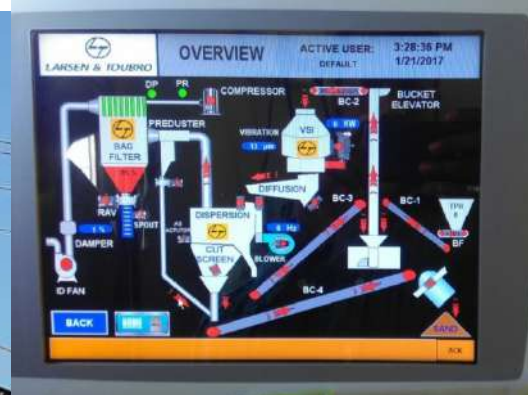 LARSEN & TOUBRO
OVERVIEW
ACTIVE USER:
DEFAULT
3:28:36 PM
1/21/2017
DP
PR
COMPRESSOR
BC-2
BUCKET
ELEVATOR
PREDUSTER
VIBRATION
VSI
KW
BAG
FILTER
DIFFUSION
BC-3
BC-1
RAV
SPOUT
DISPERSION
Hz
DAMPER
%
CUT
SCREEN
BLOWER
BF
ID FAN
BC-4
BACK
HOME
SAND